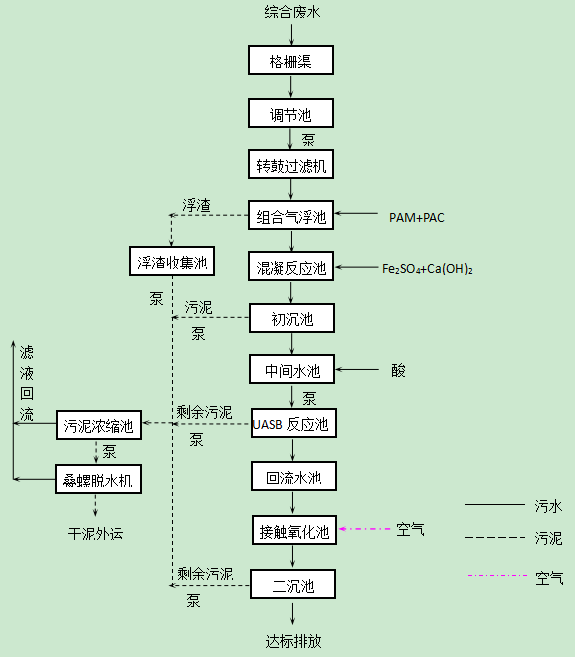 综合废水
格栅渠
调节池
泵
转鼓过滤机
浮渣
组合气浮池
PAM+PAC
浮渣收集池
混凝反应池
Fe₂SO₄+Ca(OH)₂
泵
污泥
初沉池
泵
滤液回流
中间水池
酸
泵
剩余污泥
污泥浓缩池
UASB 反应池
泵
泵
叠螺脱水机
回流水池
污水
干泥外运
接触氧化池
空气
污泥
剩余污泥
二沉池
空气
泵
达标排放